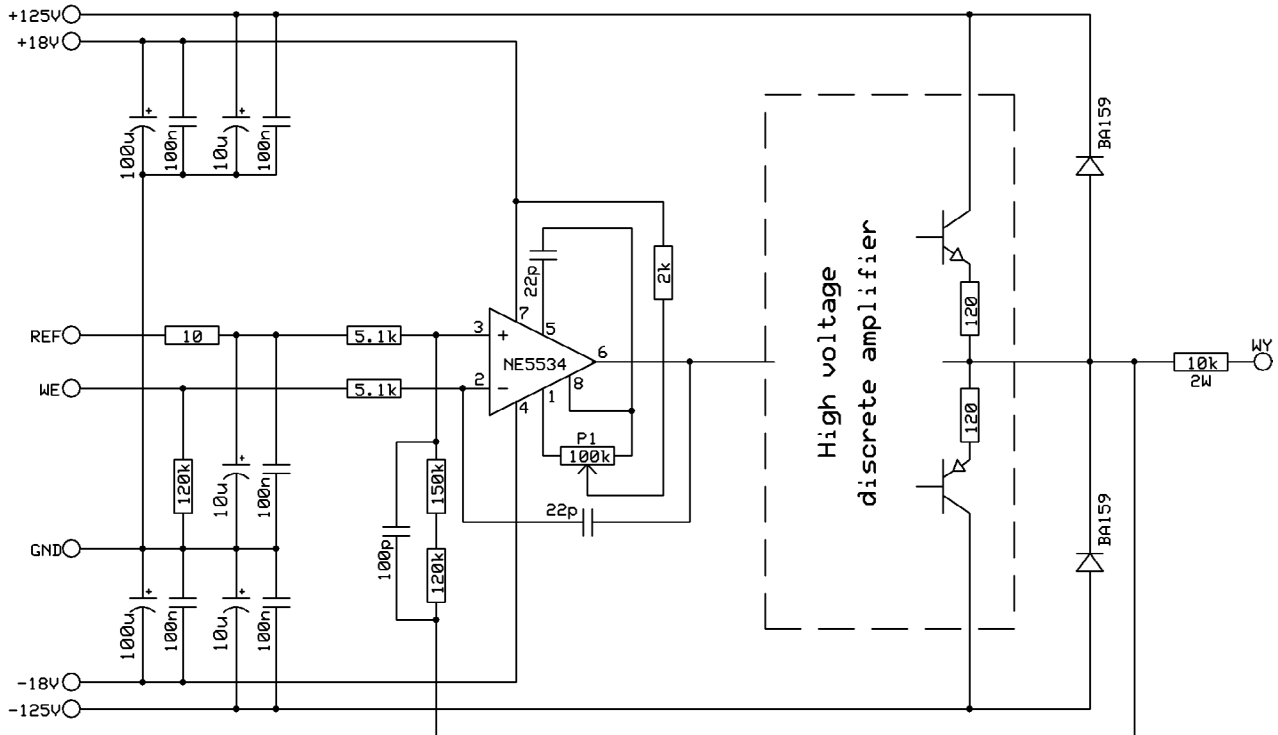 +125V
+18V
100u
+
100n
10u
+
100n
BA159
High voltage
discrete amplifier
22p
2k
120
7
5
REF
10
5.1k
3
+
NE5534
6
WY
10k
2W
WE
5.1k
2
-
8
4
1
120
P1
100k
120k
10u
+
100n
150k
22p
100p
120k
BA159
GND
100u
+
100n
10u
+
100n
-18V
-125V